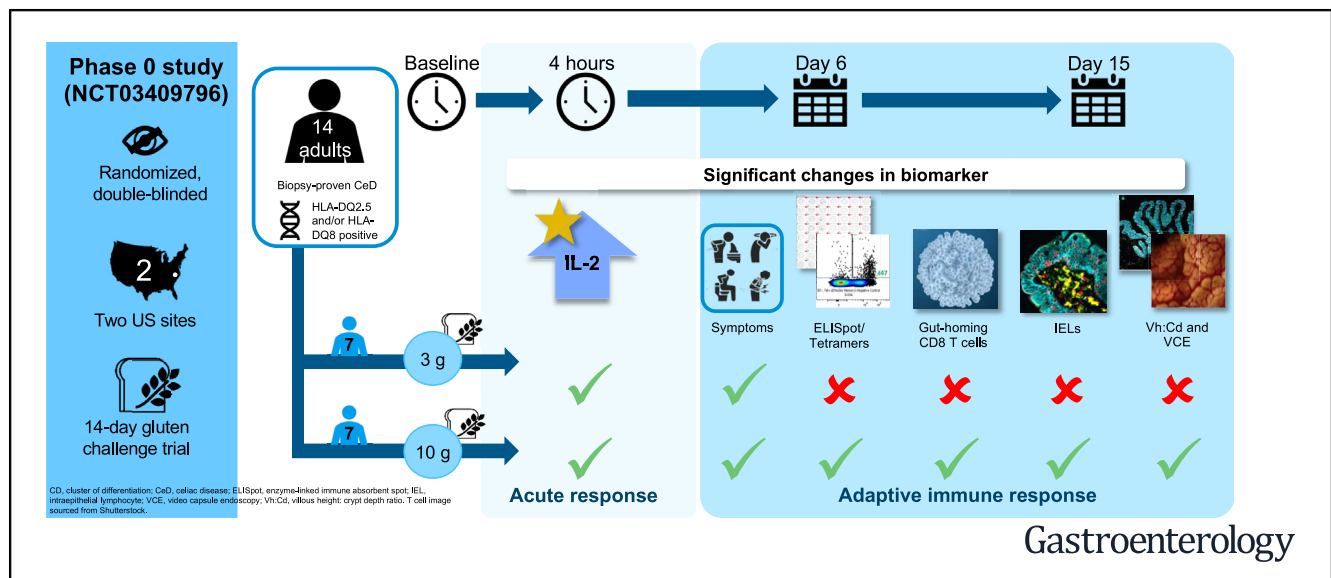 Phase 0 study
(NCT03409796)
Randomized,
double-blinded
2
Two US sites
14-day gluten
challenge trial
14
adults
Biopsy-proven CeD
HLA-DQ2.5
and/or HLA-
DQ8 positive
Baseline
4 hours
Day 6
Day 15
Significant changes in biomarker
IL-2
Symptoms
ELISpot/
Tetramers
Gut-homing
CD8 T cells
IELs
Vh:Cd and
VCE
7
3 g
7
10 g
Acute response
Adaptive immune response
CD, cluster of differentiation; CeD, celiac disease; ELISpot, enzyme-linked immune absorbent spot; IEL,
intraepithelial lymphocyte; VCE, video capsule endoscopy; Vh:Cd, villous height: crypt depth ratio. T cell image
sourced from Shutterstock.
Gastroenterology